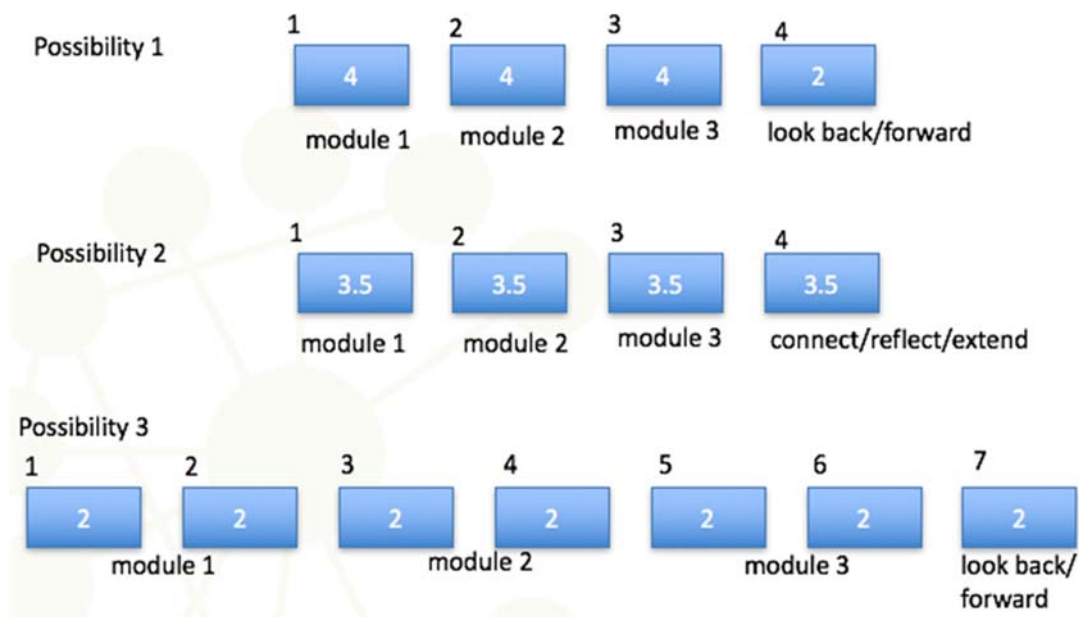 Possibility 1
1 2 3 4
4 4 4 2
module 1 module 2 module 3 look back/forward
Possibility 2
1 2 3 4
3.5 3.5 3.5 3.5
module 1 module 2 module 3 connect/reflect/extend
Possibility 3
1 2 3 4 5 6 7
2 2 2 2 2 2 2
module 1 module 2 module 3 look back/
forward